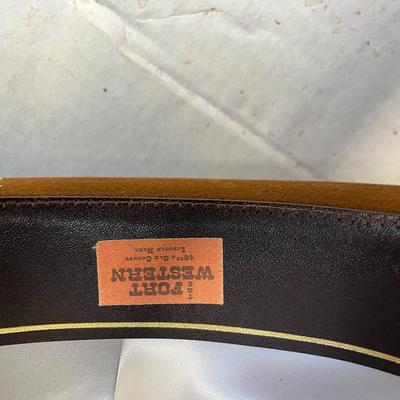 THE
FORT
WESTERN
48TH & OLD CHENEY
LINCOLN NEBR